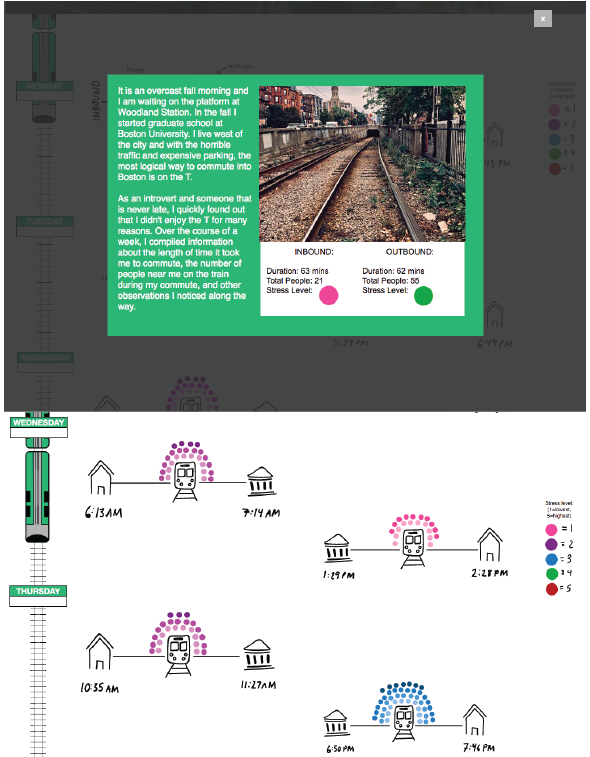 x
MONDAY
INBOUND
Name
= 1
= 2
= 3
= 4
= 5
It is an overcast fall morning and
I am waiting on the platform at
Woodland Station. In the fall I
started graduate school at
Boston University. I live west of
the city and with the horrible
traffic and expensive parking, the
most logical way to commute into
Boston is on the T.
As an introvert and someone that
is never late, I quickly found out
that I didn't enjoy the T for many
reasons. Over the course of a
week, I compiled information
about the length of time it took
me to commute, the number of
people near me on the train
during my commute, and other
observations I noticed along the
way.
INBOUND:
Duration: 63 mins
Total People: 21
Stress Level:
OUTBOUND:
Duration: 62 mins
Total People: 55
Stress Level:
TUESDAY
5:28 PM
6:49 PM
WEDNESDAY
WEDNESDAY
6:13 AM
7:14 AM
1:29 PM
2:28 PM
Stress level
(1=lowest,
5=highest)
= 1
= 2
= 3
= 4
= 5
THURSDAY
10:35 AM
11:27 AM
6:50 PM
7:46 PM